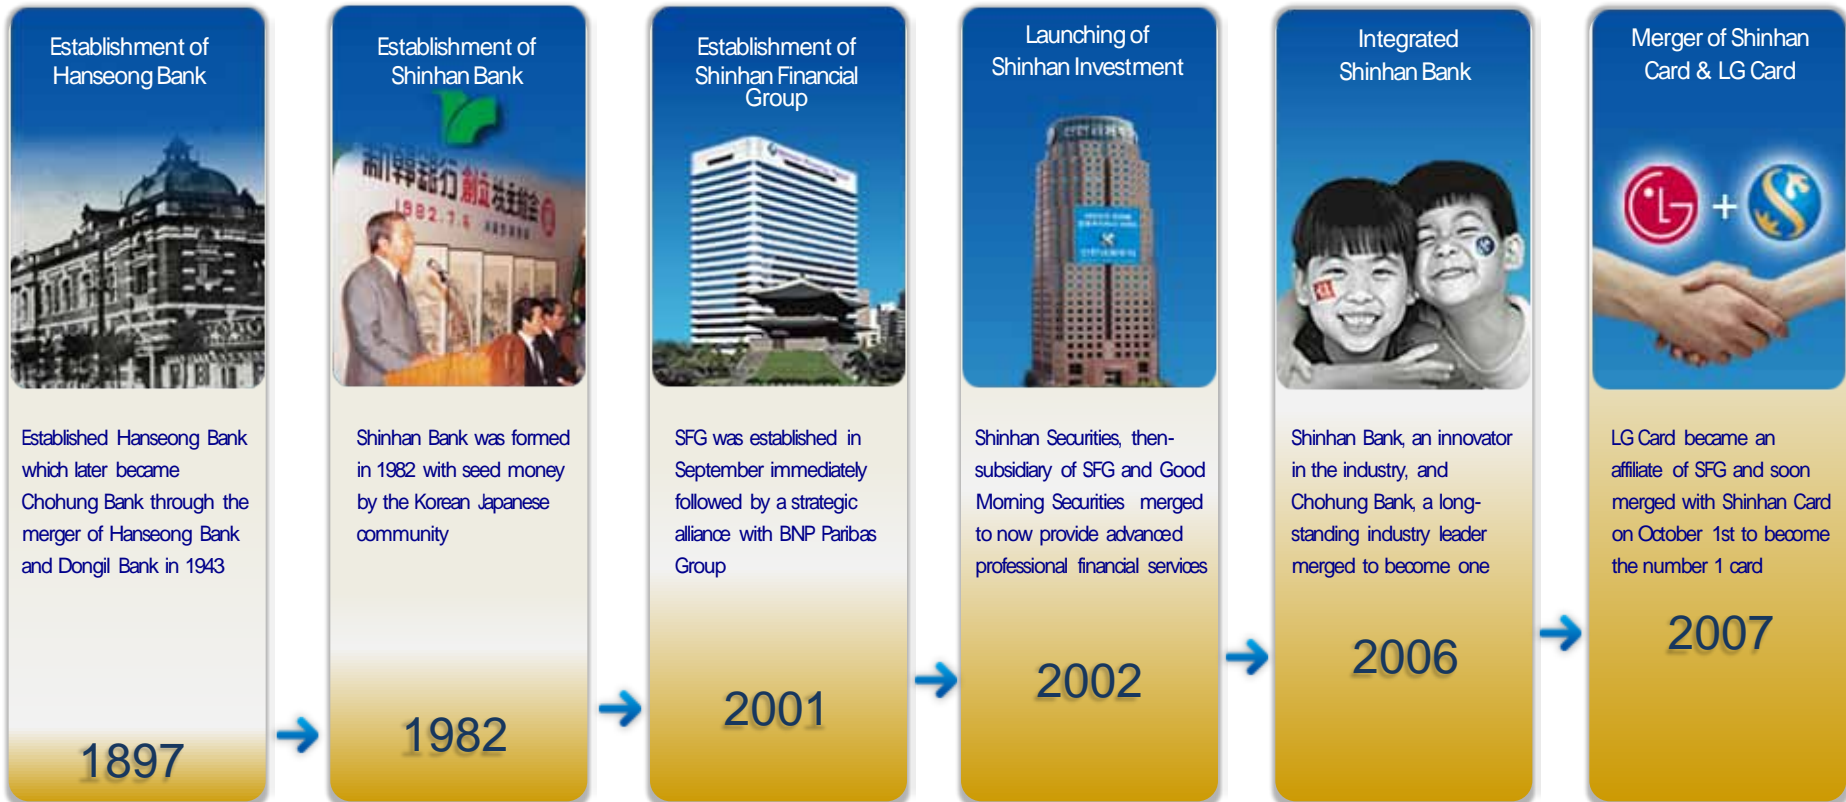 Establishment of
Hanseong Bank
Established Hanseong Bank
which later became
Chohung Bank through the
merger of Hanseong Bank
and Dongil Bank in 1943
1897
Establishment of
Shinhan Bank
新韓銀行 創立
1982.7.6
Shinhan Bank was formed
in 1982 with seed money
by the Korean Japanese
community
1982
Establishment of
Shinhan Financial
Group
SFG was established in
September immediately
followed by a strategic
alliance with BNP Paribas
Group
2001
Launching of
Shinhan Investment
Shinhan Securities, then-
subsidiary of SFG and Good
Morning Securities merged
to now provide advanced
professional financial services
2002
Integrated
Shinhan Bank
Shinhan Bank, an innovator
in the industry, and
Chohung Bank, a long-
standing industry leader
merged to become one
2006
Merger of Shinhan
Card & LG Card
LG
+
S
LG Card became an
affiliate of SFG and soon
merged with Shinhan Card
on October 1st to become
the number 1 card
2007